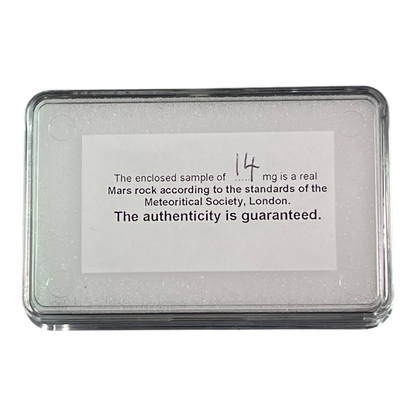 The enclosed sample of 14 mg is a real
Mars rock according to the standards of the
Meteoritical Society, London.
The authenticity is guaranteed.